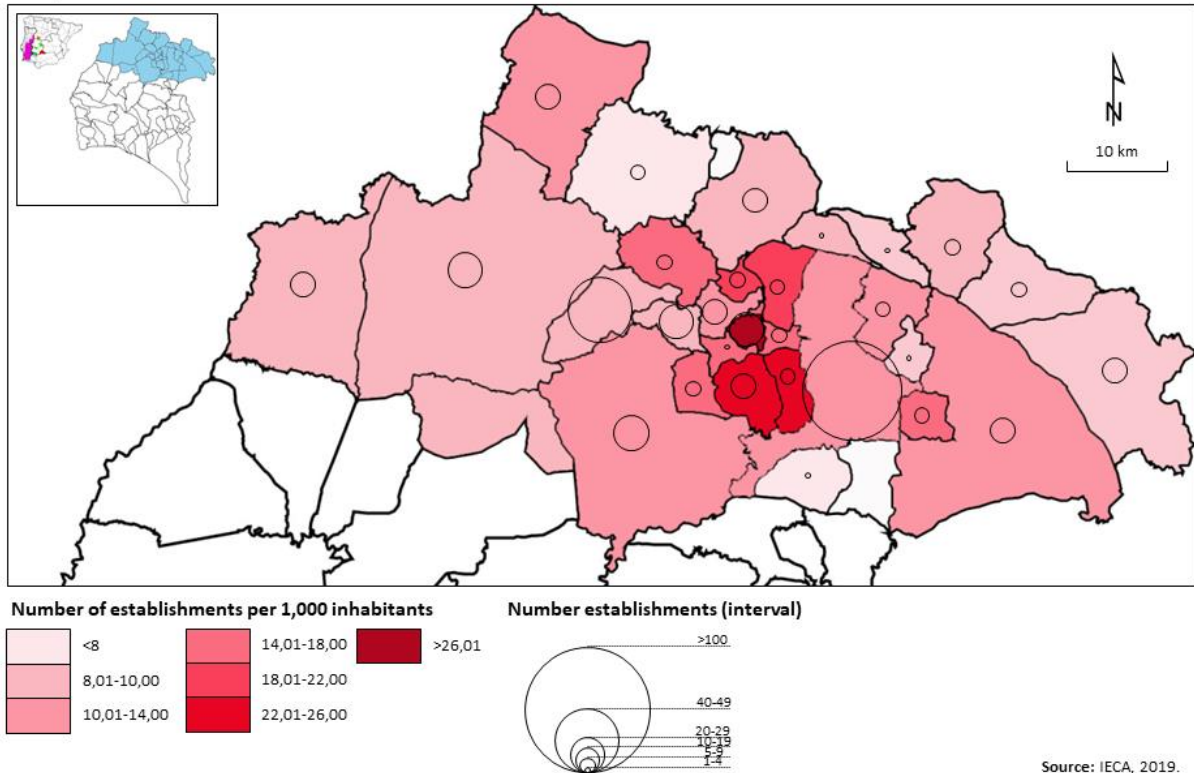 N
10 km
Number of establishments per 1,000 inhabitants
<8
8,01-10,00
10,01-14,00
14,01-18,00
18,01-22,00
22,01-26,00
>26,01
Number establishments (interval)
>100
40-49
20-29
10-19
5-9
1-4
Source: IECA, 2019.